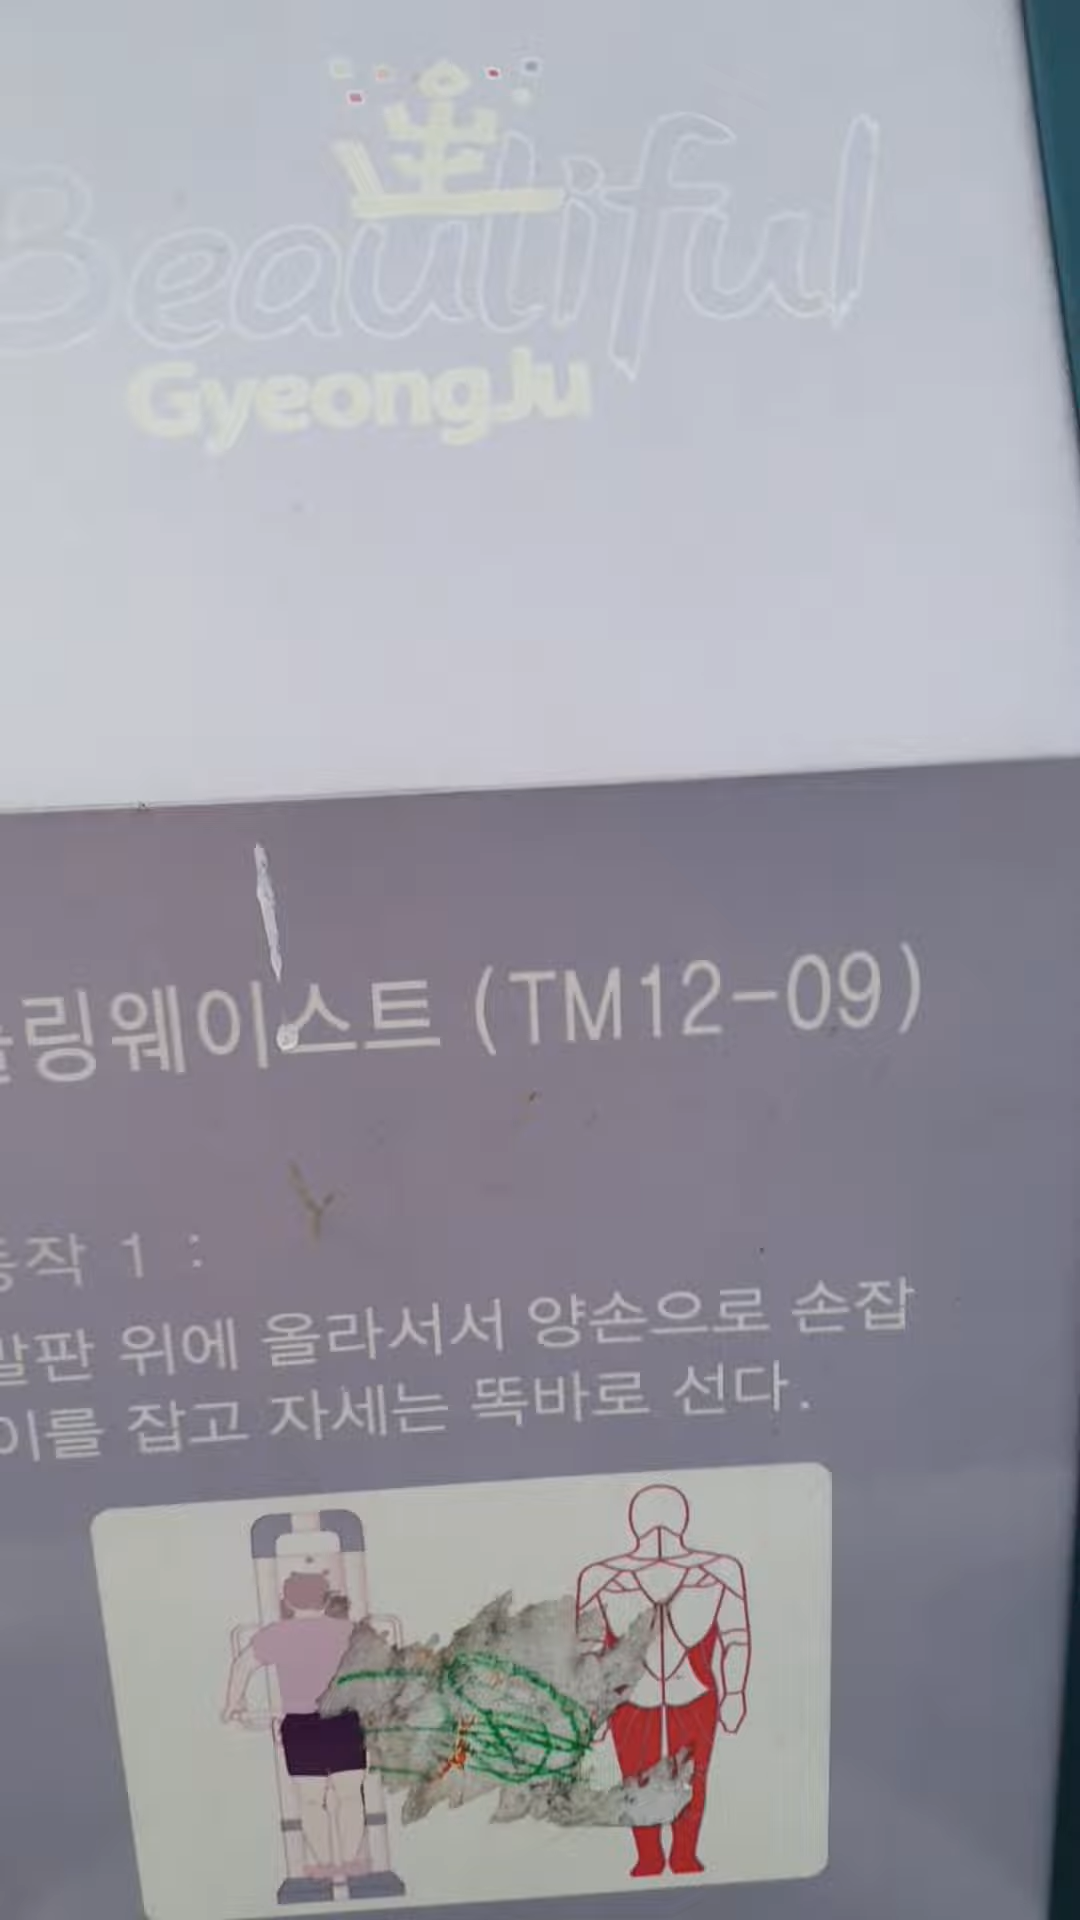 Beautiful
GyeongJu
링웨이스트 (TM12-09)
동작 1 :
발판 위에 올라서서 양손으로 손잡
이를 잡고 자세는 똑바로 선다.